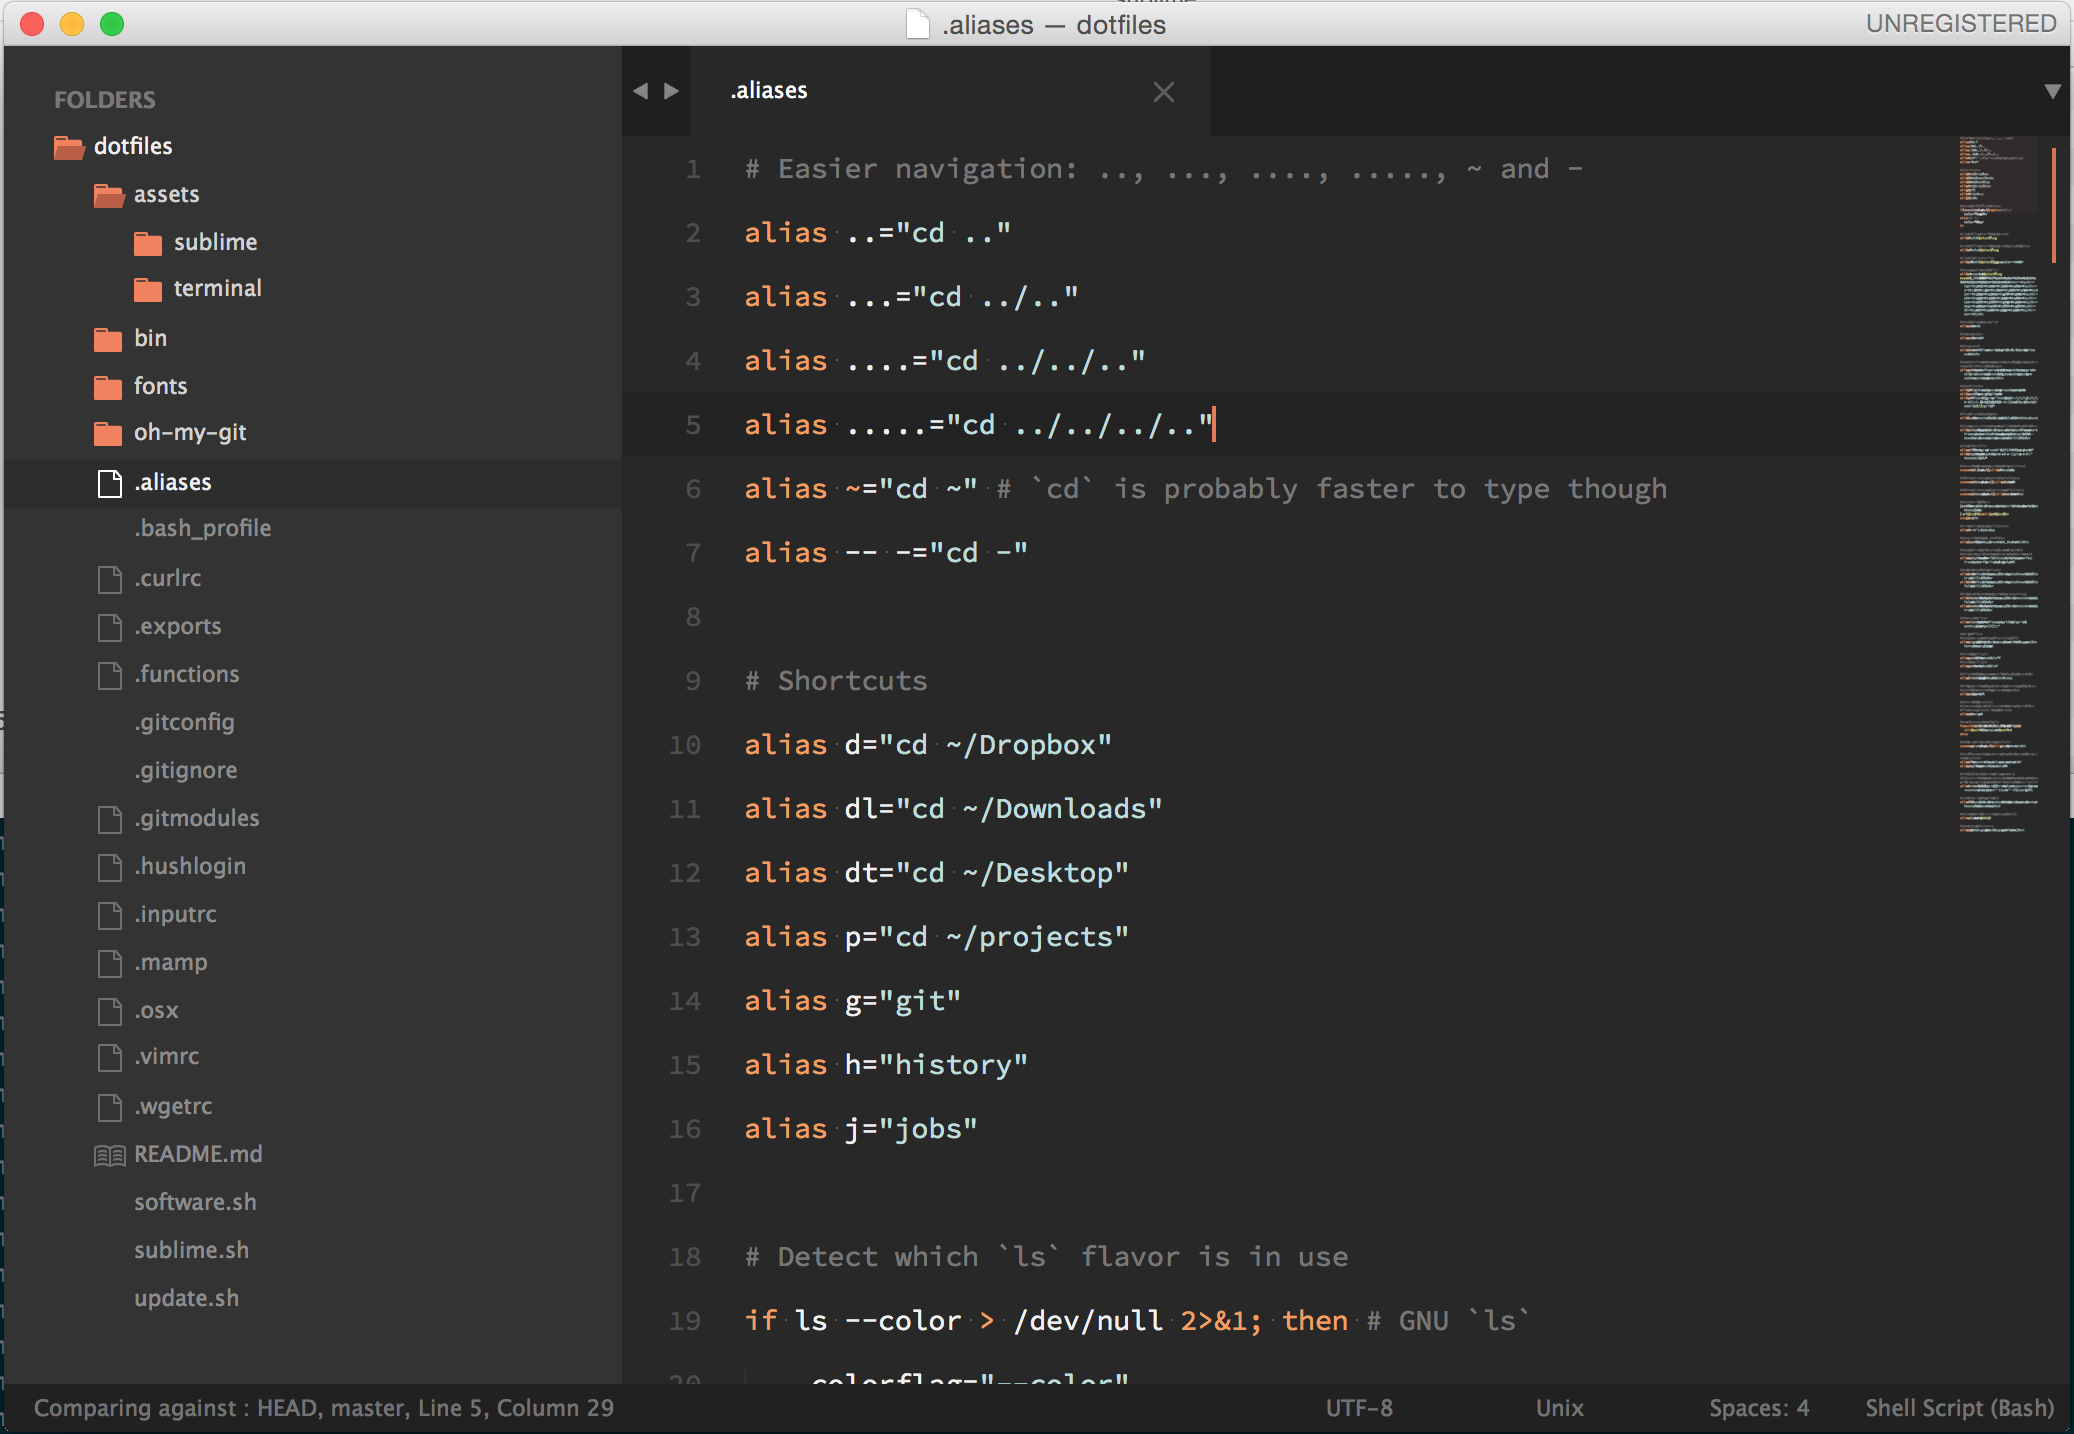 .aliases — dotfiles
UNREGISTERED
FOLDERS
dotfiles
assets
sublime
terminal
bin
fonts
oh-my-git
.aliases
.bash_profile
.curlrc
.exports
.functions
.gitconfig
.gitignore
.gitmodules
.hushlogin
.inputrc
.mamp
.osx
.vimrc
.wgetrc
README.md
software.sh
sublime.sh
update.sh
.aliases
1 # Easier navigation: .., ..., ...., ....., ~ and -
2 alias ..="cd .."
3 alias ...="cd ../.."
4 alias ....="cd ../../.."
5 alias .....="cd ../../../.."
6 alias ~="cd ~" # `cd` is probably faster to type though
7 alias -- -="cd -"
8
9 # Shortcuts
10 alias d="cd ~/Dropbox"
11 alias dl="cd ~/Downloads"
12 alias dt="cd ~/Desktop"
13 alias p="cd ~/projects"
14 alias g="git"
15 alias h="history"
16 alias j="jobs"
17
18 # Detect which `ls` flavor is in use
19 if ls --color > /dev/null 2>&1; then # GNU `ls`
20 colorflag="--color"
Comparing against : HEAD, master, Line 5, Column 29
UTF-8
Unix
Spaces: 4
Shell Script (Bash)